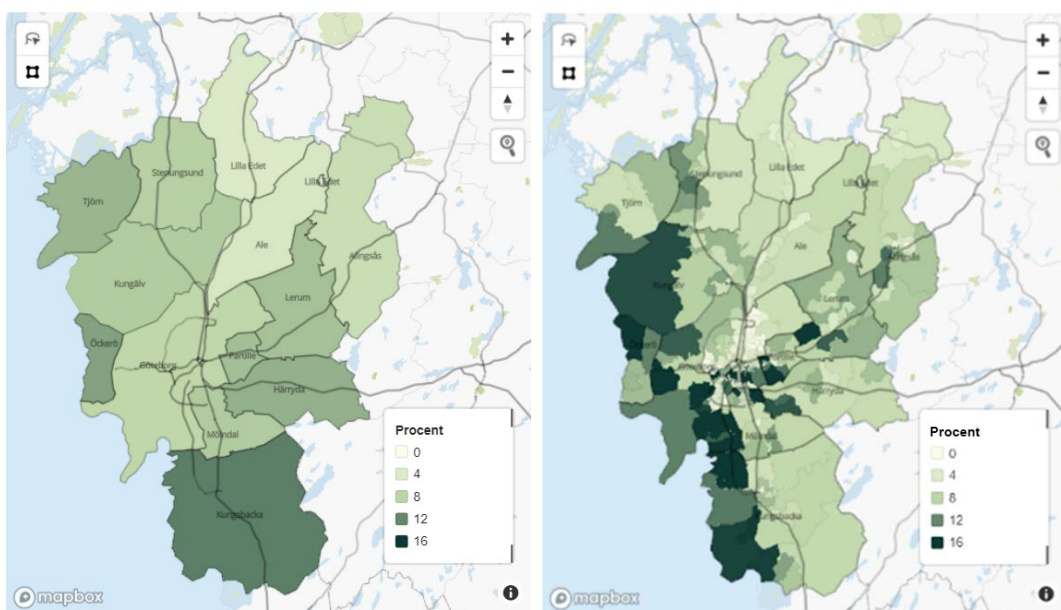 Lilla Edet
Stenungsund
Lilla Edet
Tjörn
Ale
Alingsås
Kungälv
Lerum
Öckerö
Partille
Göteborg
Härryda
Mölndal
Kungsbacka
Procent
0
4
8
12
16
mapbox
Lilla Edet
Stenungsund
Lilla Edet
Tjörn
Ale
Alingsås
Kungälv
Lerum
Öckerö
Partille
Göteborg
Härryda
Mölndal
Kungsbacka
Procent
0
4
8
12
16
mapbox